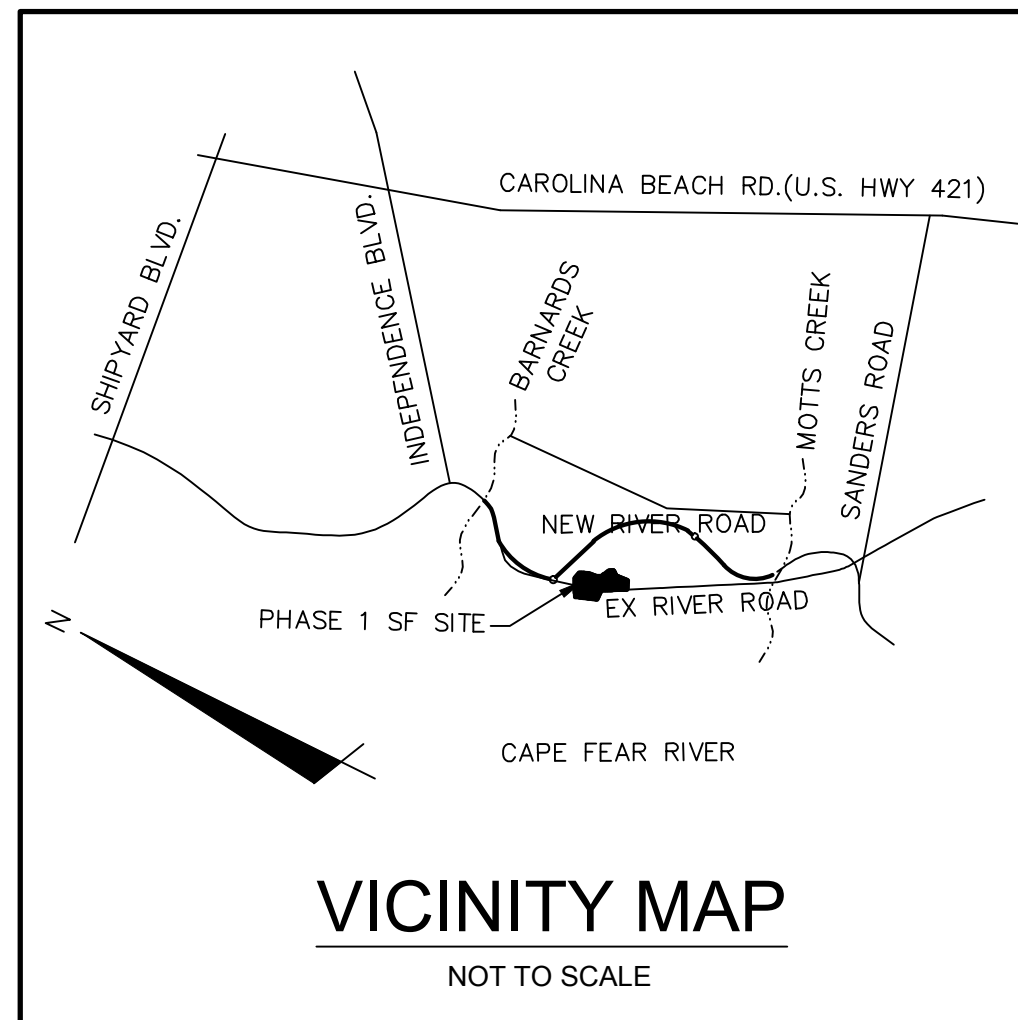 CAROLINA BEACH RD.(U.S. HWY 421)
SHIPYARD BLVD.
INDEPENDENCE BLVD.
BARNARDS
CREEK
MOTTS CREEK
SANDERS ROAD
NEW RIVER ROAD
EX RIVER ROAD
PHASE 1 SF SITE
N
CAPE FEAR RIVER
VICINITY MAP
NOT TO SCALE